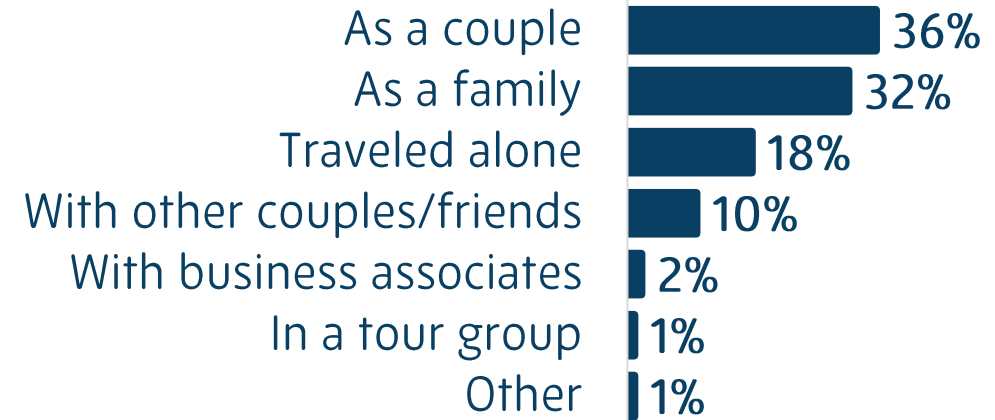 As a couple 36%
As a family 32%
Traveled alone 18%
With other couples/friends 10%
With business associates 2%
In a tour group 1%
Other 1%